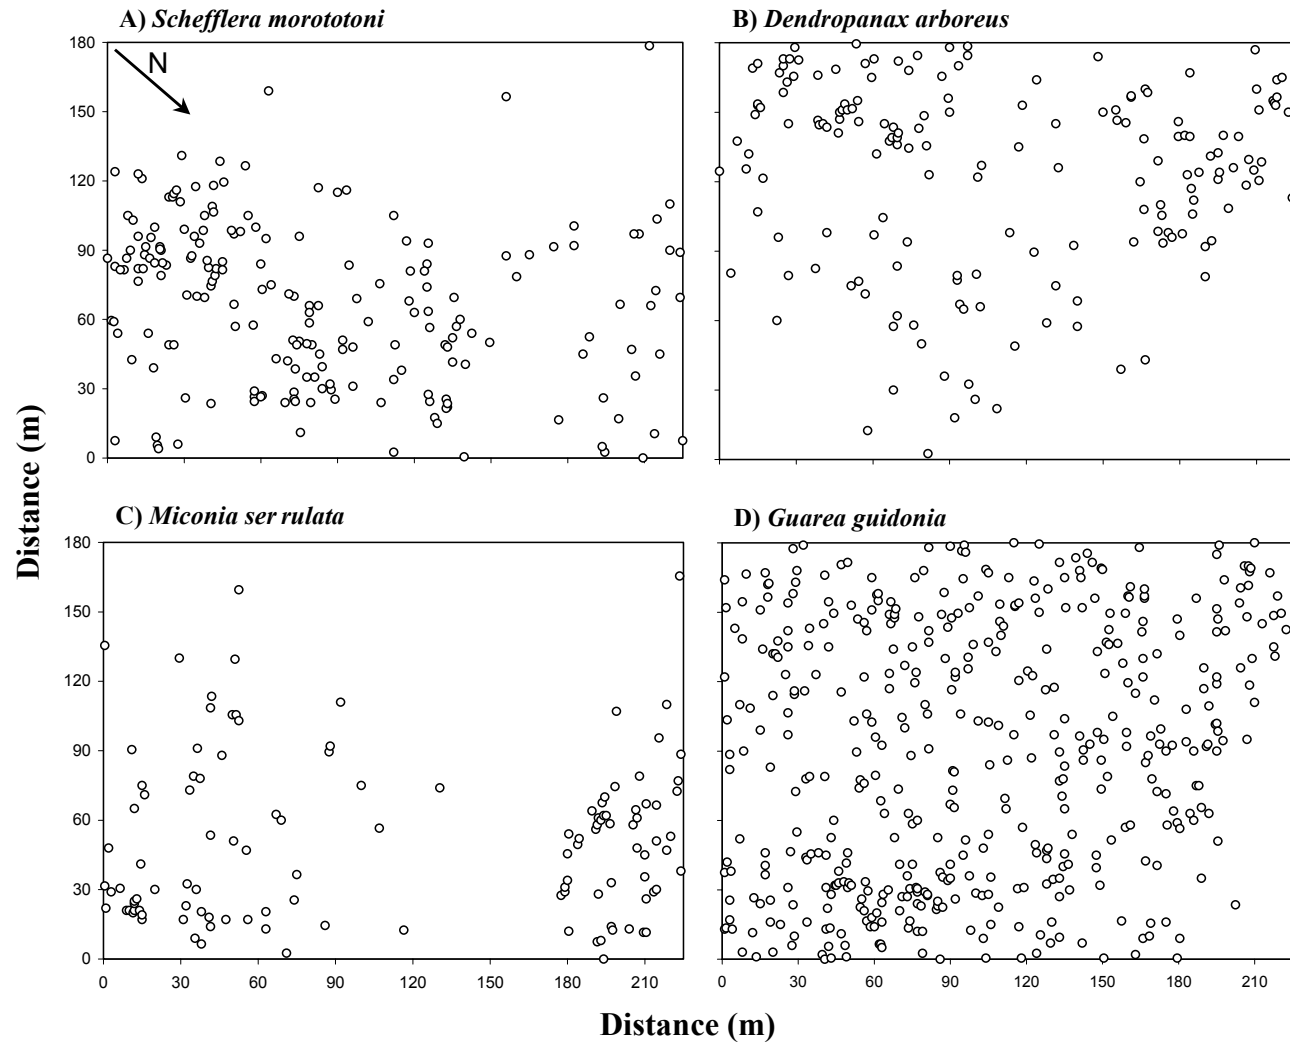 A) Schefflera morototoni
B) Dendropanax arboreus
180
150
120
90
60
30
0
N
C) Miconia ser rulata
D) Guarea guidonia
180
150
120
90
60
30
0
0 30 60 90 120 150 180 210
0 30 60 90 120 150 180 210
Distance (m)
Distance (m)